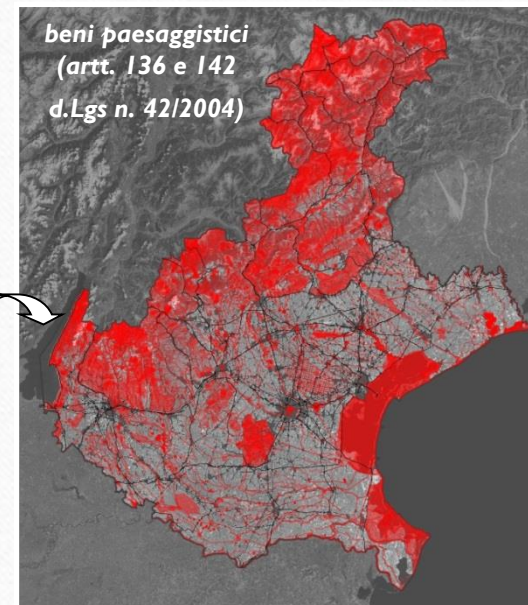 beni paesaggistici
(artt. 136 e 142
d.Lgs n. 42/2004)